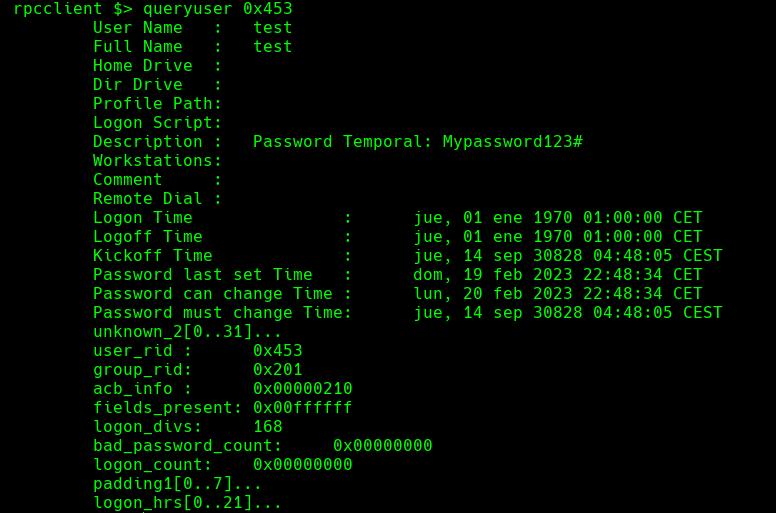 rpcclient $> queryuser 0x453
User Name   :   test
Full Name   :   test
Home Drive  :
Dir Drive   :
Profile Path:
Logon Script:
Description :   Password Temporal: Mypassword123#
Workstations:
Comment     :
Remote Dial :
Logon Time               :      jue, 01 ene 1970 01:00:00 CET
Logoff Time              :      jue, 01 ene 1970 01:00:00 CET
Kickoff Time             :      jue, 14 sep 30828 04:48:05 CEST
Password last set Time   :      dom, 19 feb 2023 22:48:34 CET
Password can change Time :      lun, 20 feb 2023 22:48:34 CET
Password must change Time:      jue, 14 sep 30828 04:48:05 CEST
unknown_2[0..31]...
user_rid :      0x453
group_rid:      0x201
acb_info :      0x00000210
fields_present: 0x00ffffff
logon_divs:     168
bad_password_count:     0x00000000
logon_count:    0x00000000
padding1[0..7]...
logon_hrs[0..21]...